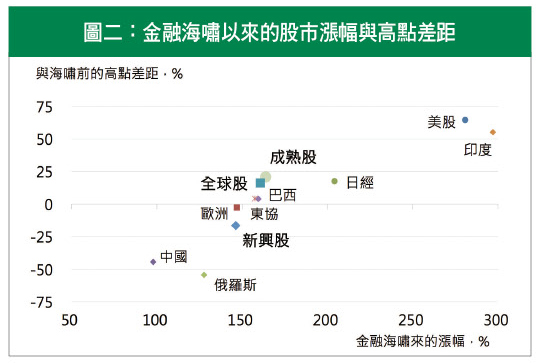 圖二：金融海嘯以來的股市漲幅與高點差距
與海嘯前的高點差距，%
75
50
25
0
-25
-50
-75
美股
印度
成熟股
全球股
日經
巴西
歐洲
東協
新興股
中國
俄羅斯
50
100
150
200
250
300
金融海嘯來的漲幅，%